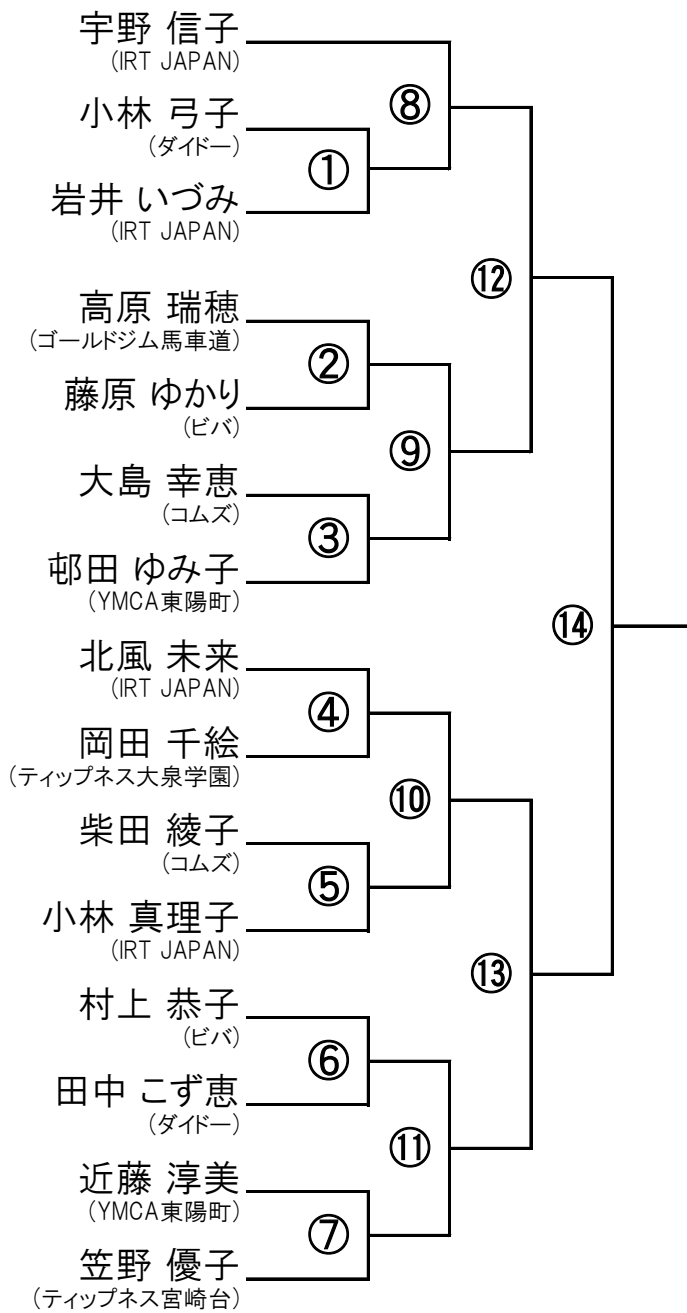 宇野 信子
(IRT JAPAN)
⑧
小林 弓子
(ダイドー)
①
岩井 いづみ
(IRT JAPAN)
⑫
高原 瑞穂
(ゴールドジム馬車道)
②
藤原 ゆかり
(ビバ)
⑨
大島 幸恵
(コムズ)
③
邨田 ゆみ子
(YMCA東陽町)
⑭
北風 未来
(IRT JAPAN)
④
岡田 千絵
(ティップネス大泉学園)
⑩
柴田 綾子
(コムズ)
⑤
小林 真理子
(IRT JAPAN)
⑬
村上 恭子
(ビバ)
⑥
田中 こず恵
(ダイドー)
⑪
近藤 淳美
(YMCA東陽町)
⑦
笠野 優子
(ティップネス宮崎台)